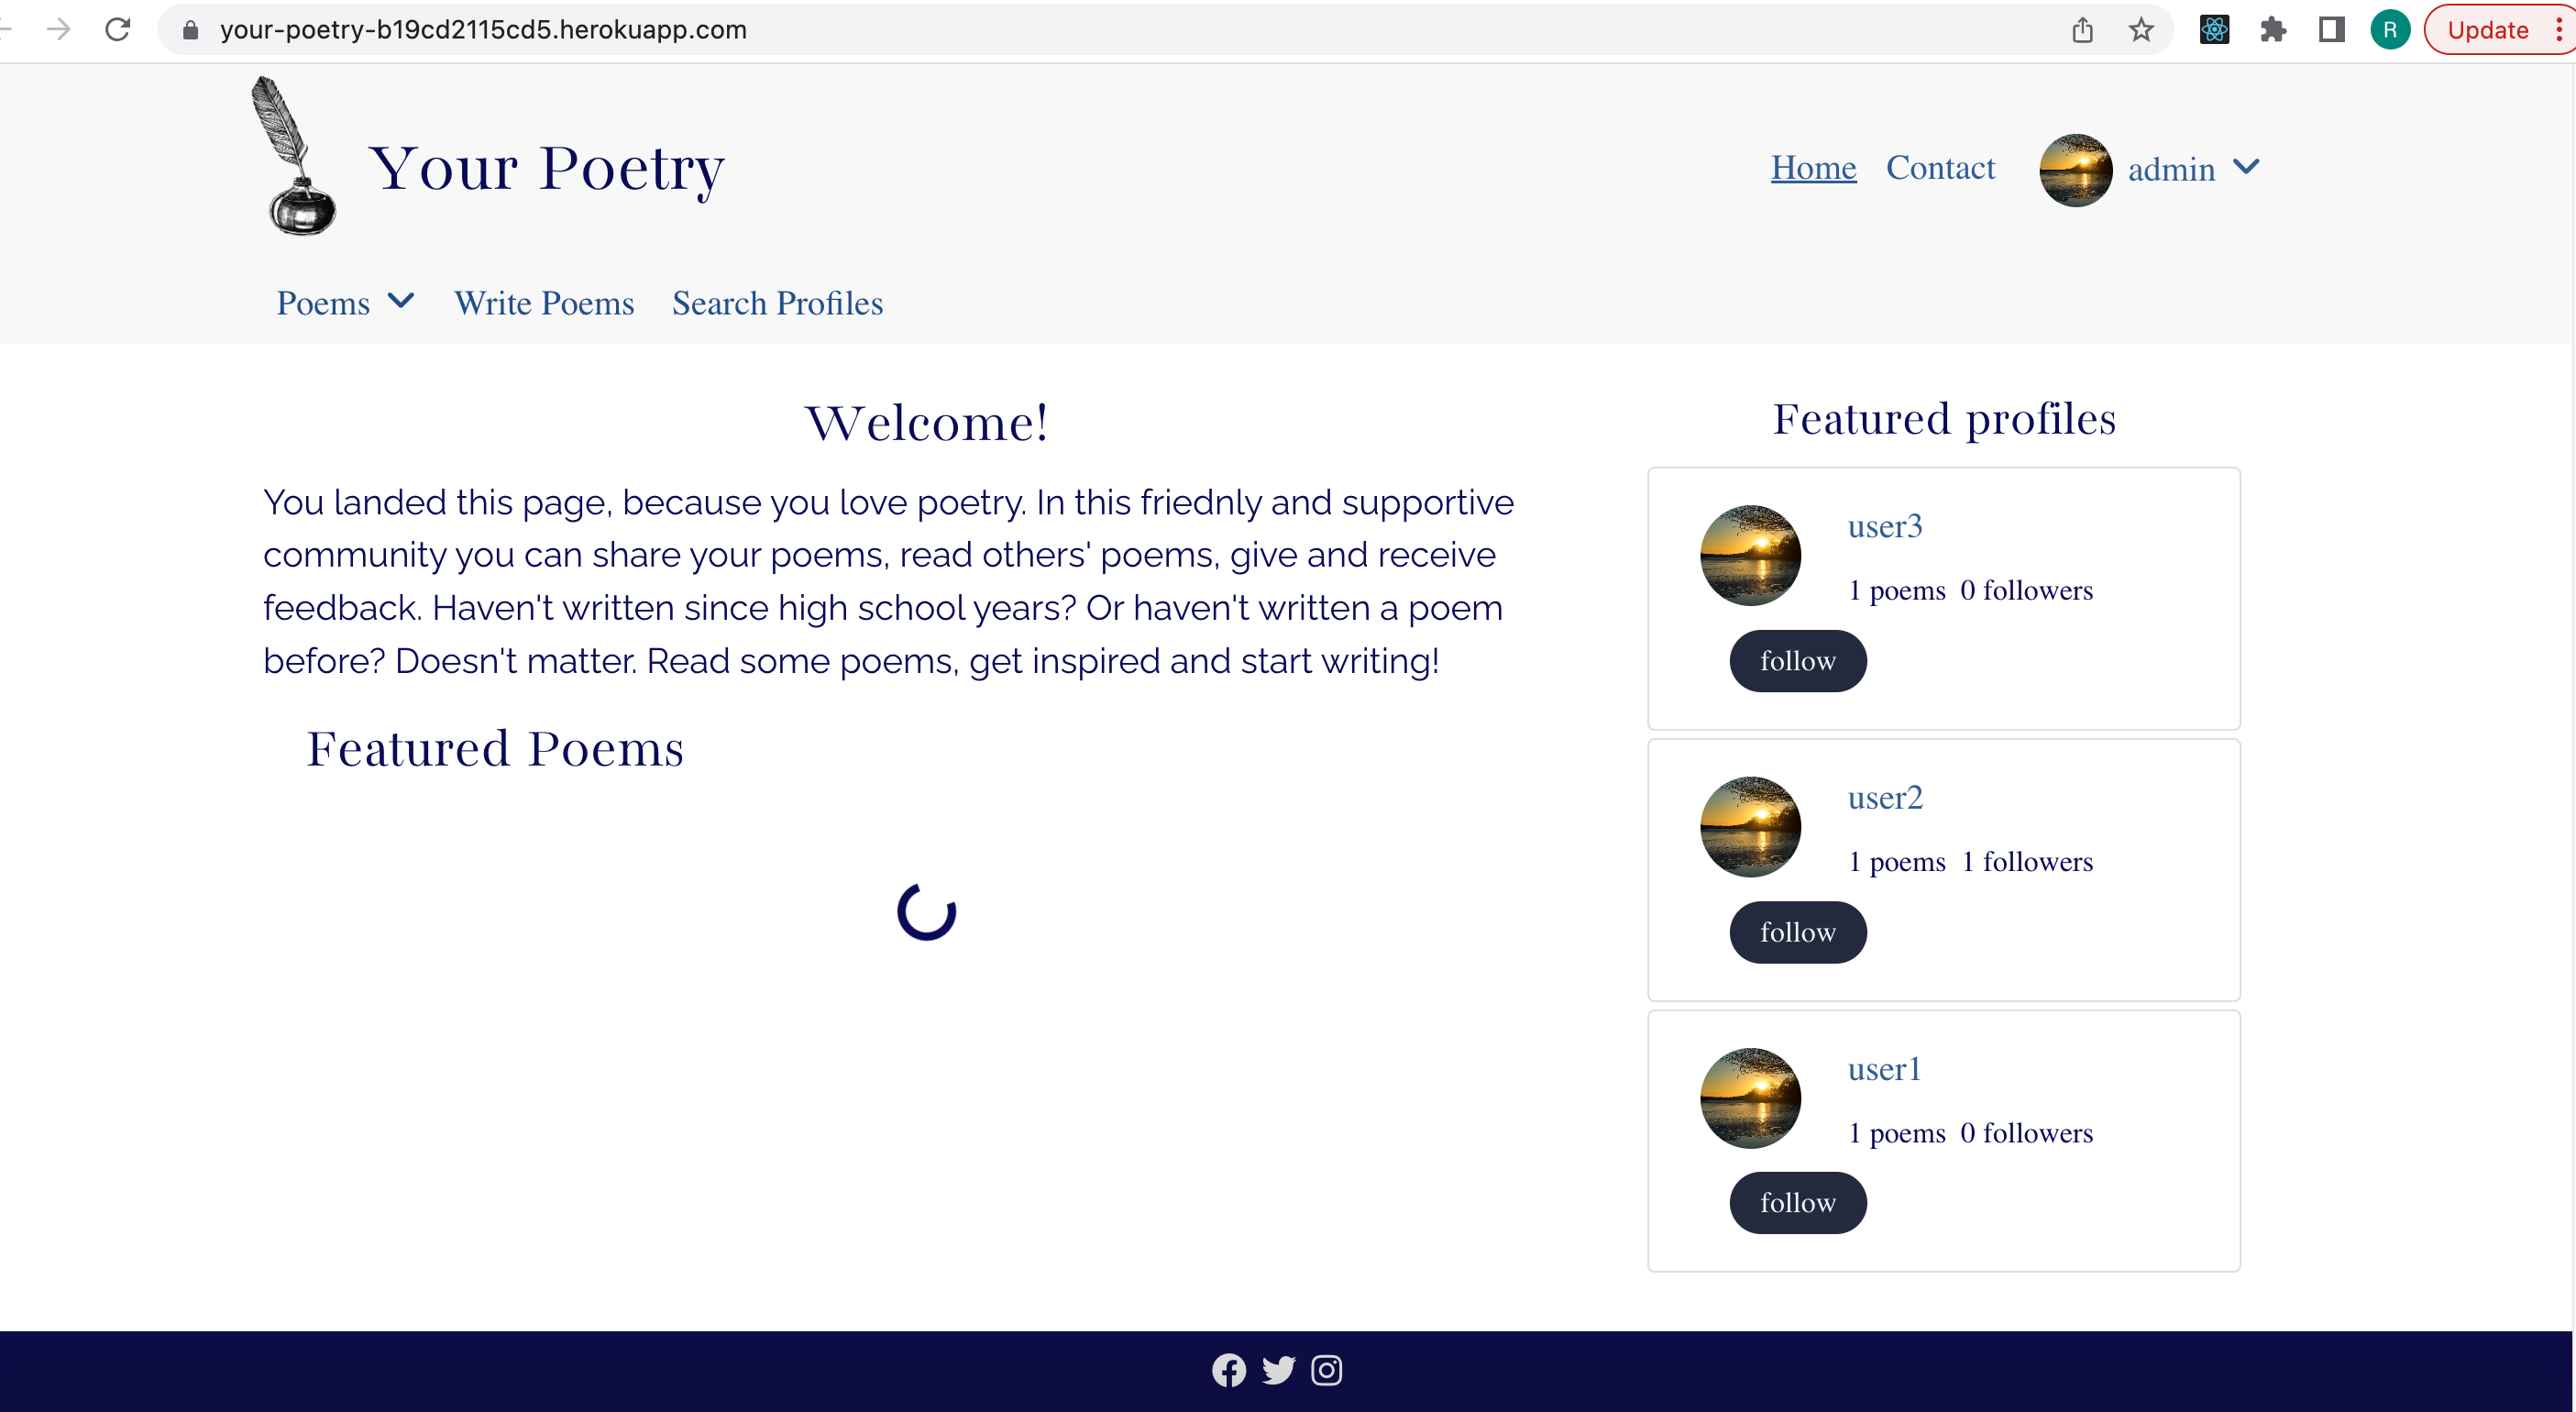 your-poetry-b19cd2115cd5.herokuapp.com
R
Update
Your Poetry
Home Contact admin
Poems Write Poems Search Profiles
Welcome!
You landed this page, because you love poetry. In this friednly and supportive
community you can share your poems, read others' poems, give and receive
feedback. Haven't written since high school years? Or haven't written a poem
before? Doesn't matter. Read some poems, get inspired and start writing!
Featured Poems
Featured profiles
user3
1 poems 0 followers
follow
user2
1 poems 1 followers
follow
user1
1 poems 0 followers
follow